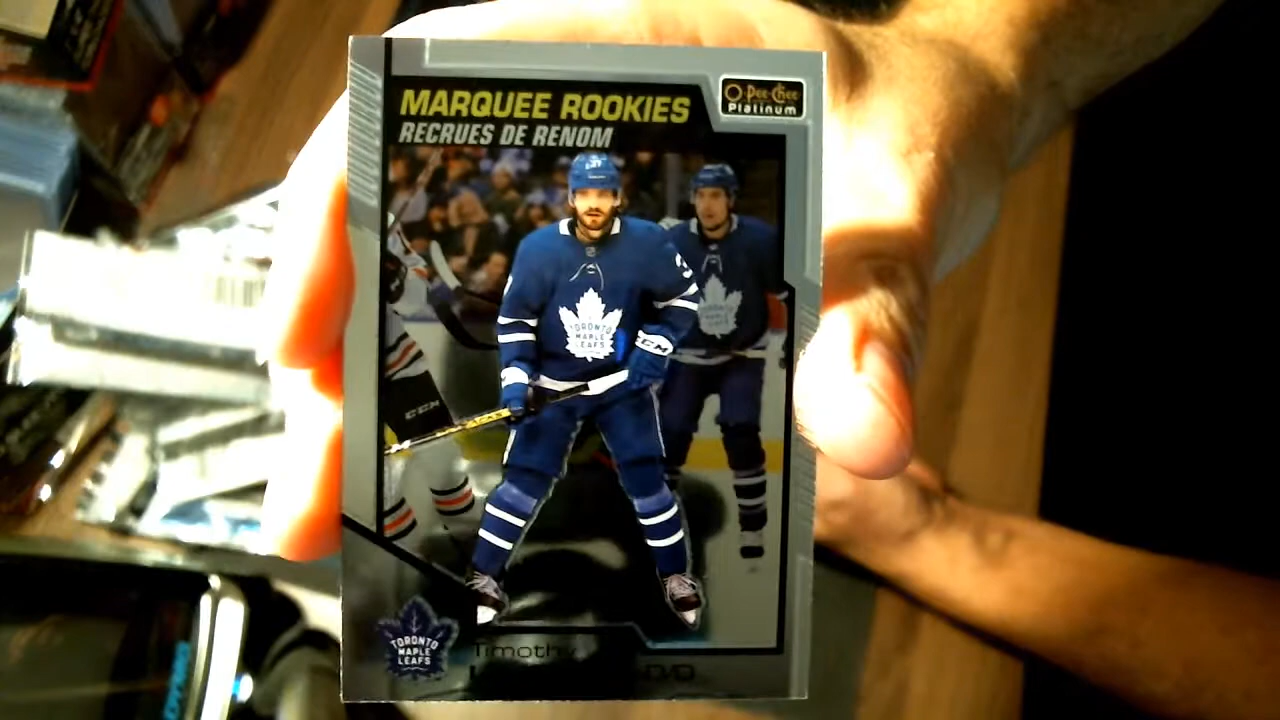 MARQUEE ROOKIES
RECRUES DE RENOM
O-Pee-Chee
Platinum
TORONTO
MAPLE
LEAFS
CCM
CCM
TORONTO
MAPLE
LEAFS
Timothy